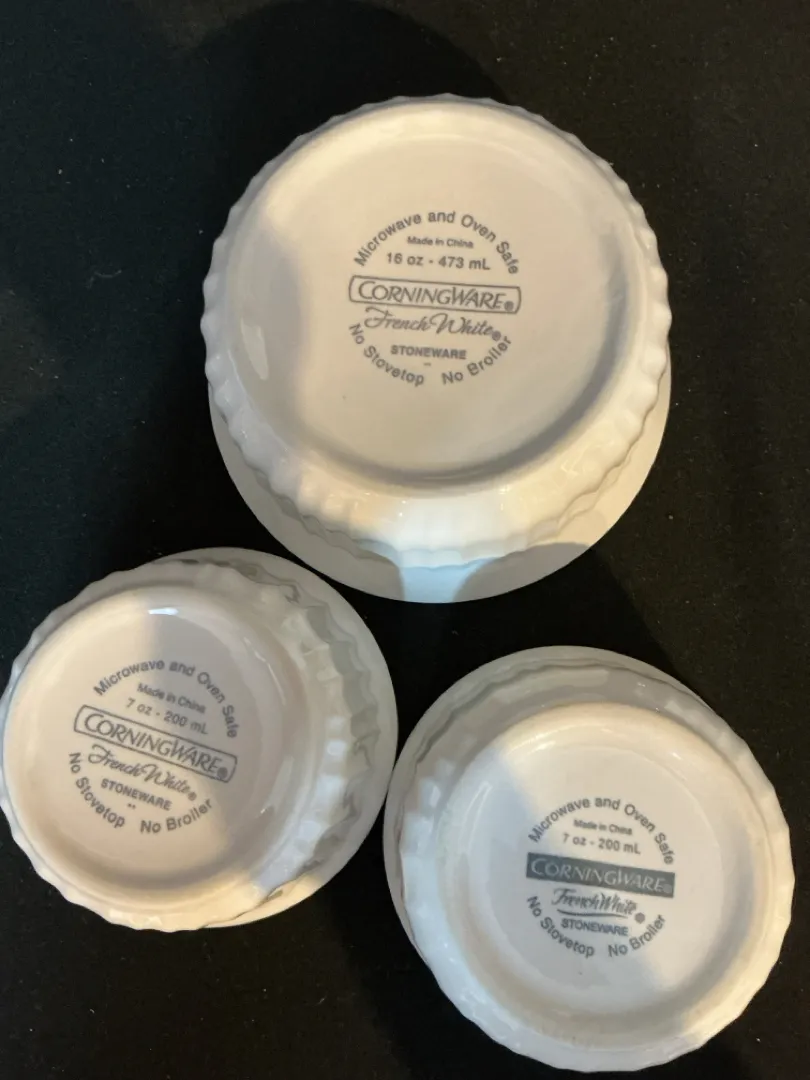 Microwave and Oven Safe
Made in China
16 oz - 473 mL
CORNINGWARE®
French White®
STONEWARE
No Stovetop No Broiler
Microwave and Oven Safe
Made in China
7 oz - 200 mL
CORNINGWARE®
French White®
STONEWARE
No Stovetop No Broiler
Microwave and Oven Safe
Made in China
7 oz - 200 mL
CORNINGWARE®
French White®
STONEWARE
No Stovetop No Broiler